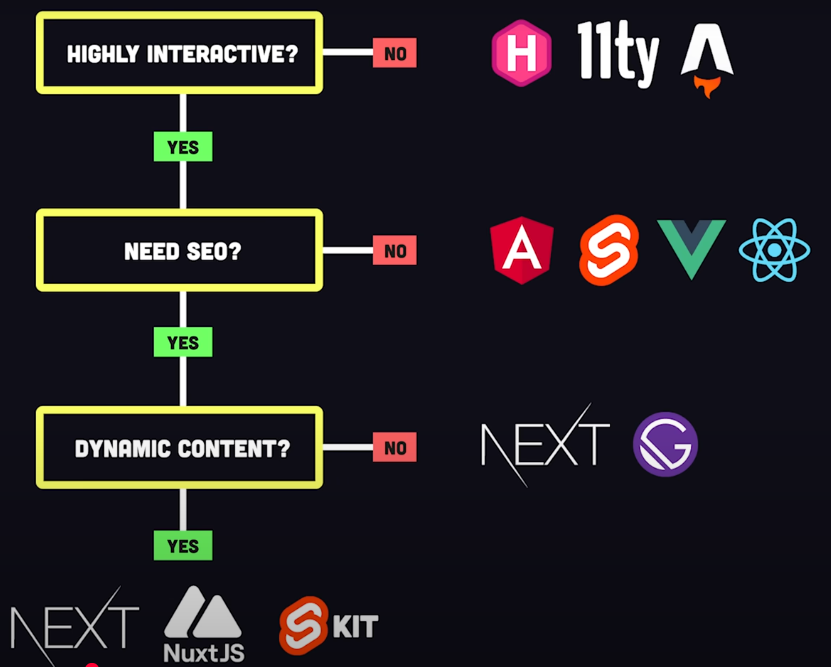 HIGHLY INTERACTIVE?
NO
H
11ty
YES
NEED SEO?
NO
A
YES
DYNAMIC CONTENT?
NO
NEXT
G
YES
NEXT
NuxtJS
KIT